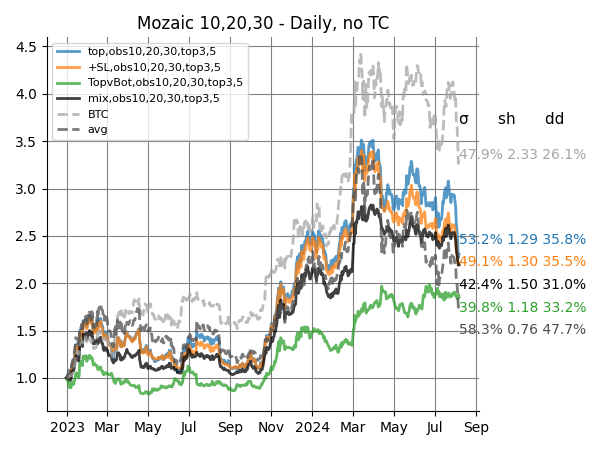 Mozaic 10,20,30 - Daily, no TC
4.5
4.0
3.5
3.0
2.5
2.0
1.5
1.0
top,obs10,20,30,top3,5
+SL,obs10,20,30,top3,5
TopvBot,obs10,20,30,top3,5
mix,obs10,20,30,top3,5
BTC
avg
σ sh dd
47.9% 2.33 26.1%
53.2% 1.29 35.8%
49.1% 1.30 35.5%
42.4% 1.50 31.0%
39.8% 1.18 33.2%
58.3% 0.76 47.7%
2023 Mar May Jul Sep Nov 2024 Mar May Jul Sep